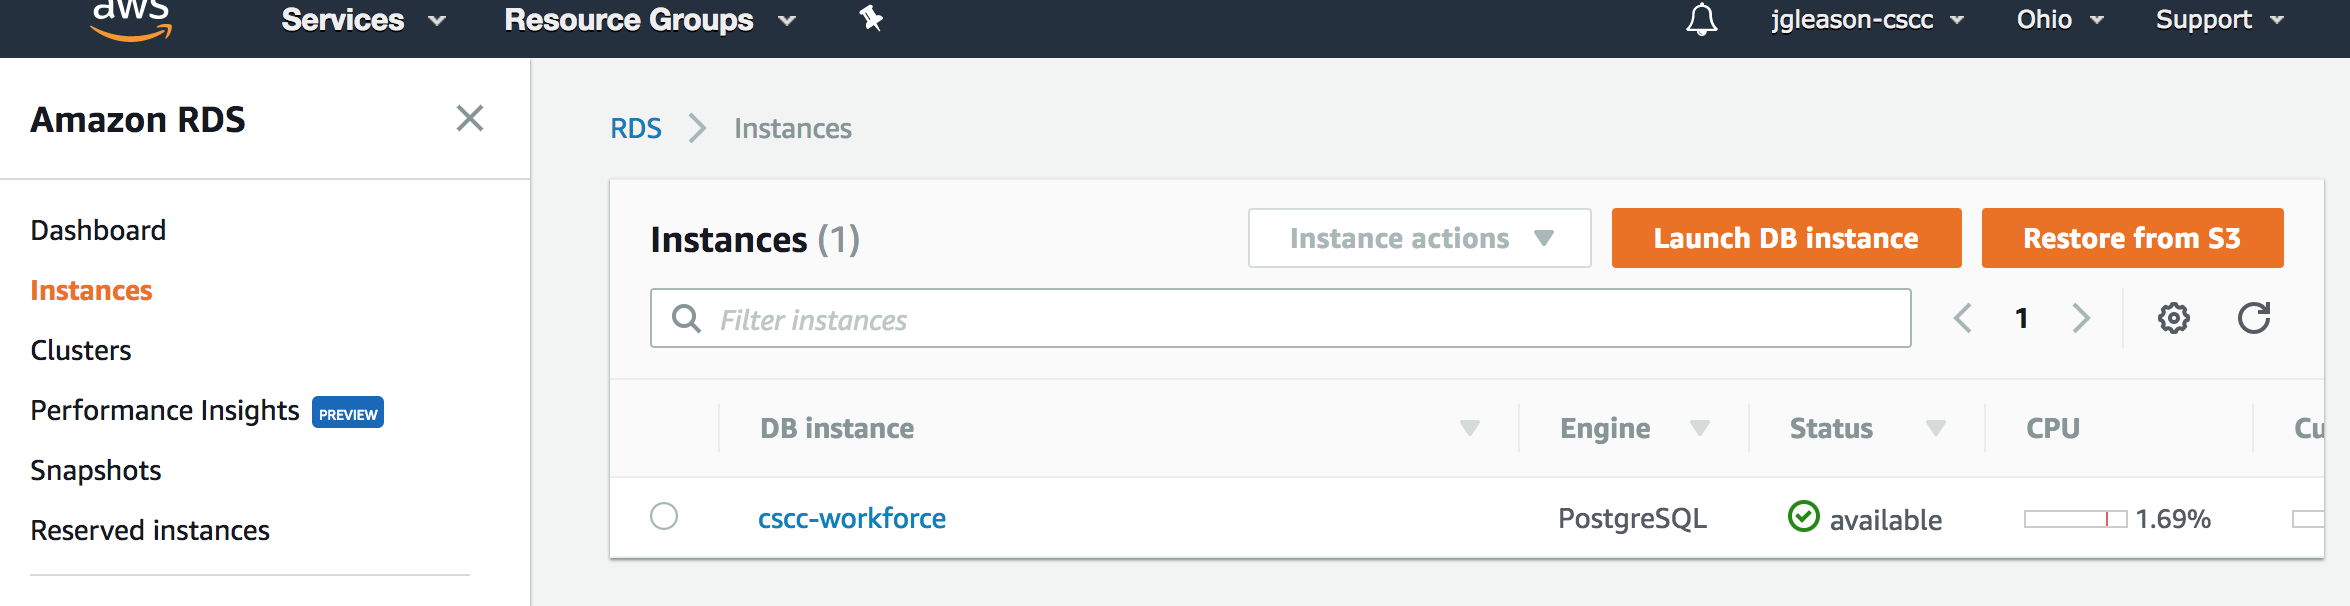 aws Services Resource Groups jgleason-cscc Ohio Support
Amazon RDS
Dashboard
Instances
Clusters
Performance Insights PREVIEW
Snapshots
Reserved instances
RDS Instances
Instances (1) Instance actions Launch DB instance Restore from S3
Filter instances 1
DB instance Engine Status CPU Cu
cscc-workforce PostgreSQL available 1.69%